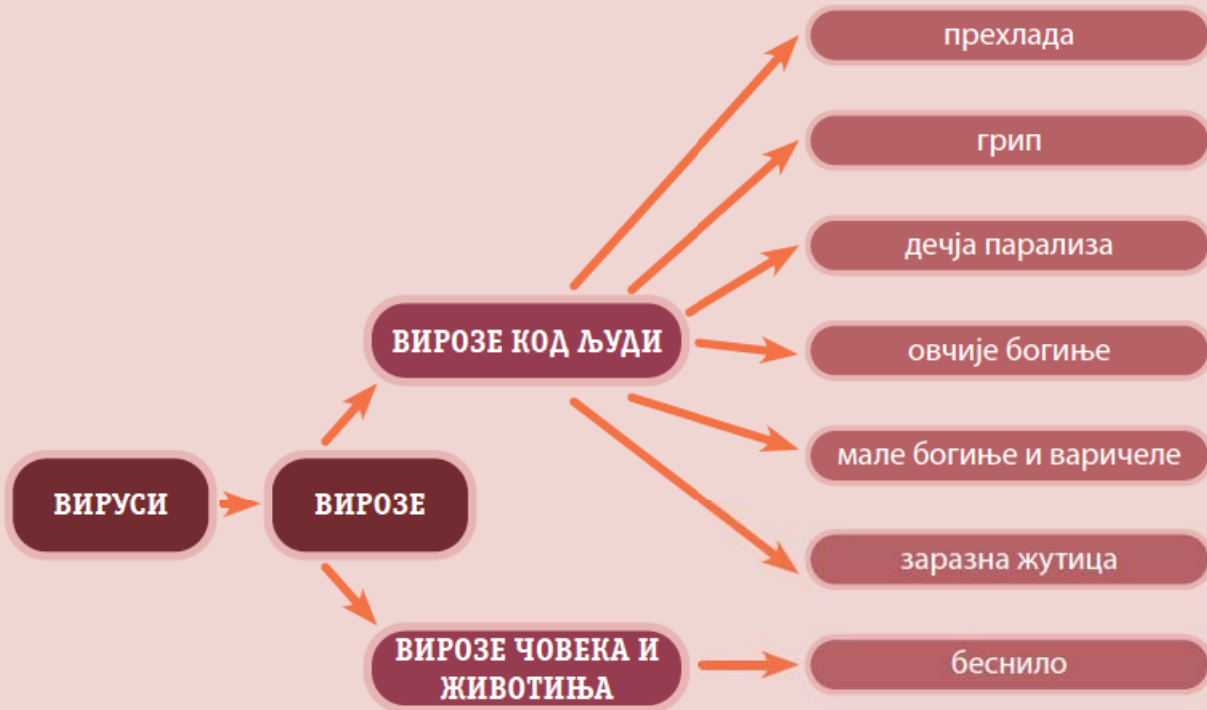 прехлада
грип
дечја парализа
ВИРОЗЕ КОД ЉУДИ
овчије богиње
мале богиње и варичеле
ВИРУСИ
ВИРОЗЕ
заразна жутица
ВИРОЗЕ ЧОВЕКА И
ЖИВОТИЊА
беснило